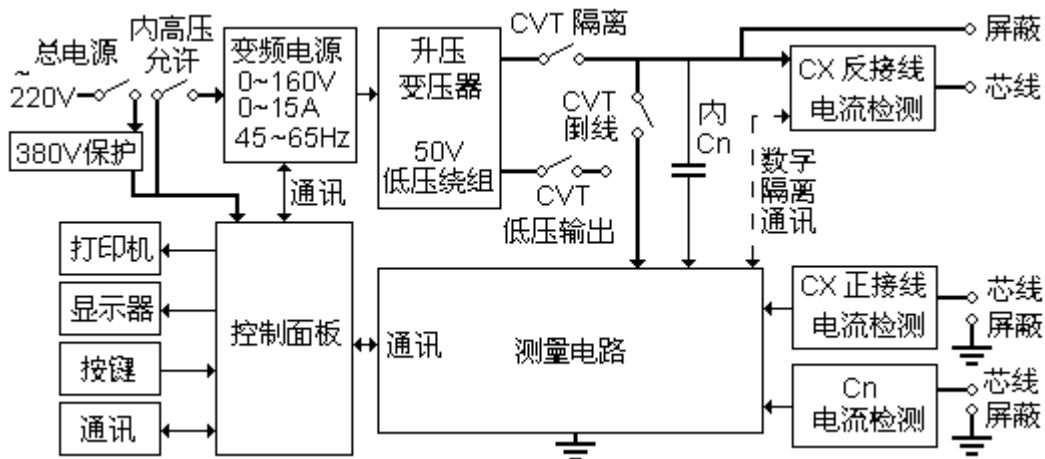 总电源
~
220V
内高压
允许
380V保护
变频电源
0~160V
0~15A
45~65Hz
通讯
升压
变压器
50V
低压绕组
CVT 隔离
CVT
倒线
内
Cn
CVT
低压输出
数字
隔离
通讯
屏蔽
CX 反接线
电流检测
芯线
打印机
显示器
按键
通讯
控制面板
通讯
测量电路
CX 正接线
电流检测
芯线
屏蔽
Cn
电流检测
芯线
屏蔽